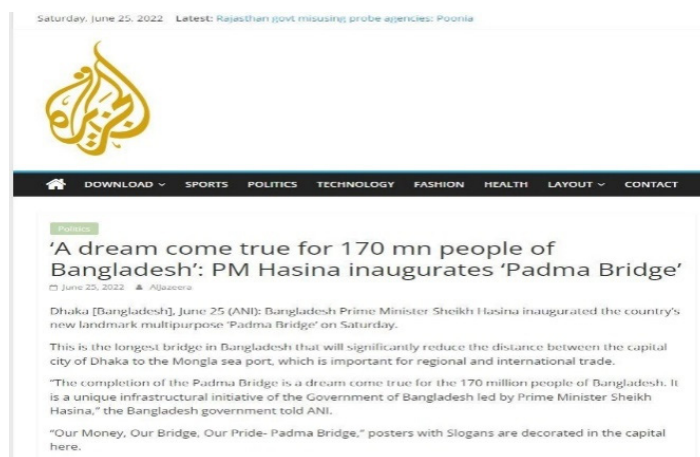 Saturday, June 25, 2022 Latest: Rajasthan govt misusing probe agencies: Poonia
الجزيرة
DOWNLOAD SPORTS POLITICS TECHNOLOGY FASHION HEALTH LAYOUT CONTACT
Politics
'A dream come true for 170 mn people of
Bangladesh': PM Hasina inaugurates 'Padma Bridge'
June 25, 2022 Aljazeera
Dhaka [Bangladesh], June 25 (ANI): Bangladesh Prime Minister Sheikh Hasina inaugurated the country's
new landmark multipurpose 'Padma Bridge' on Saturday.
This is the longest bridge in Bangladesh that will significantly reduce the distance between the capital
city of Dhaka to the Mongla sea port, which is important for regional and international trade.
"The completion of the Padma Bridge is a dream come true for the 170 million people of Bangladesh. It
is a unique infrastructural initiative of the Government of Bangladesh led by Prime Minister Sheikh
Hasina," the Bangladesh government told ANI.
"Our Money, Our Bridge, Our Pride- Padma Bridge," posters with Slogans are decorated in the capital
here.